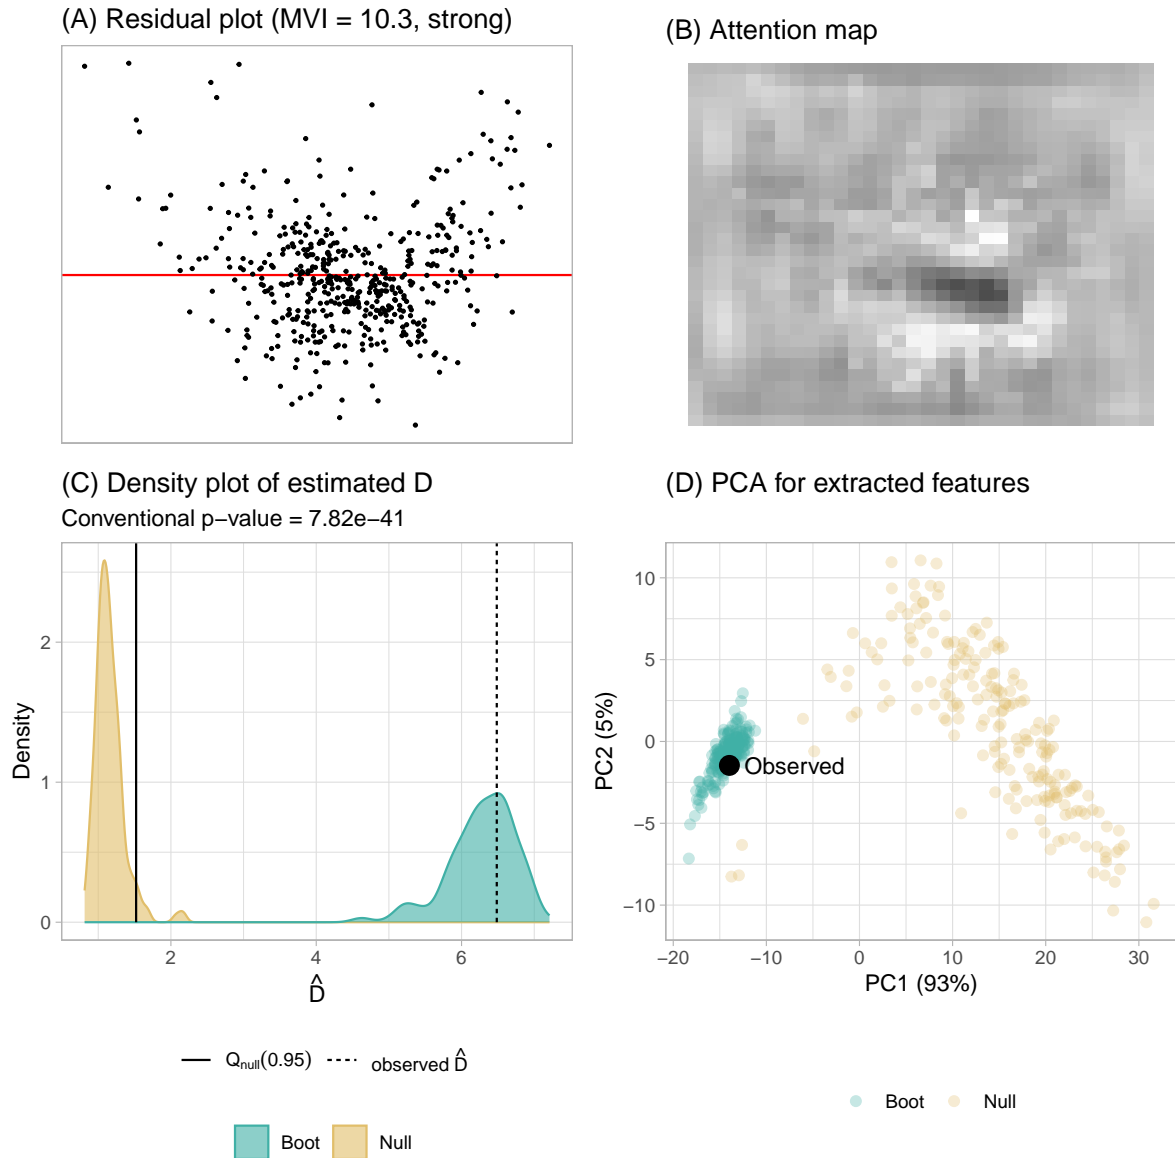 (A) Residual plot (MVI = 10.3, strong)
(B) Attention map
(C) Density plot of estimated D
Conventional p−value = 7.82e−41
Density
0
1
2
2
4
6
D̂
Q_null(0.95)
observed D̂
Boot
Null
(D) PCA for extracted features
PC2 (5%)
10
5
0
−5
−10
Observed
−20
−10
0
10
20
30
PC1 (93%)
Boot
Null